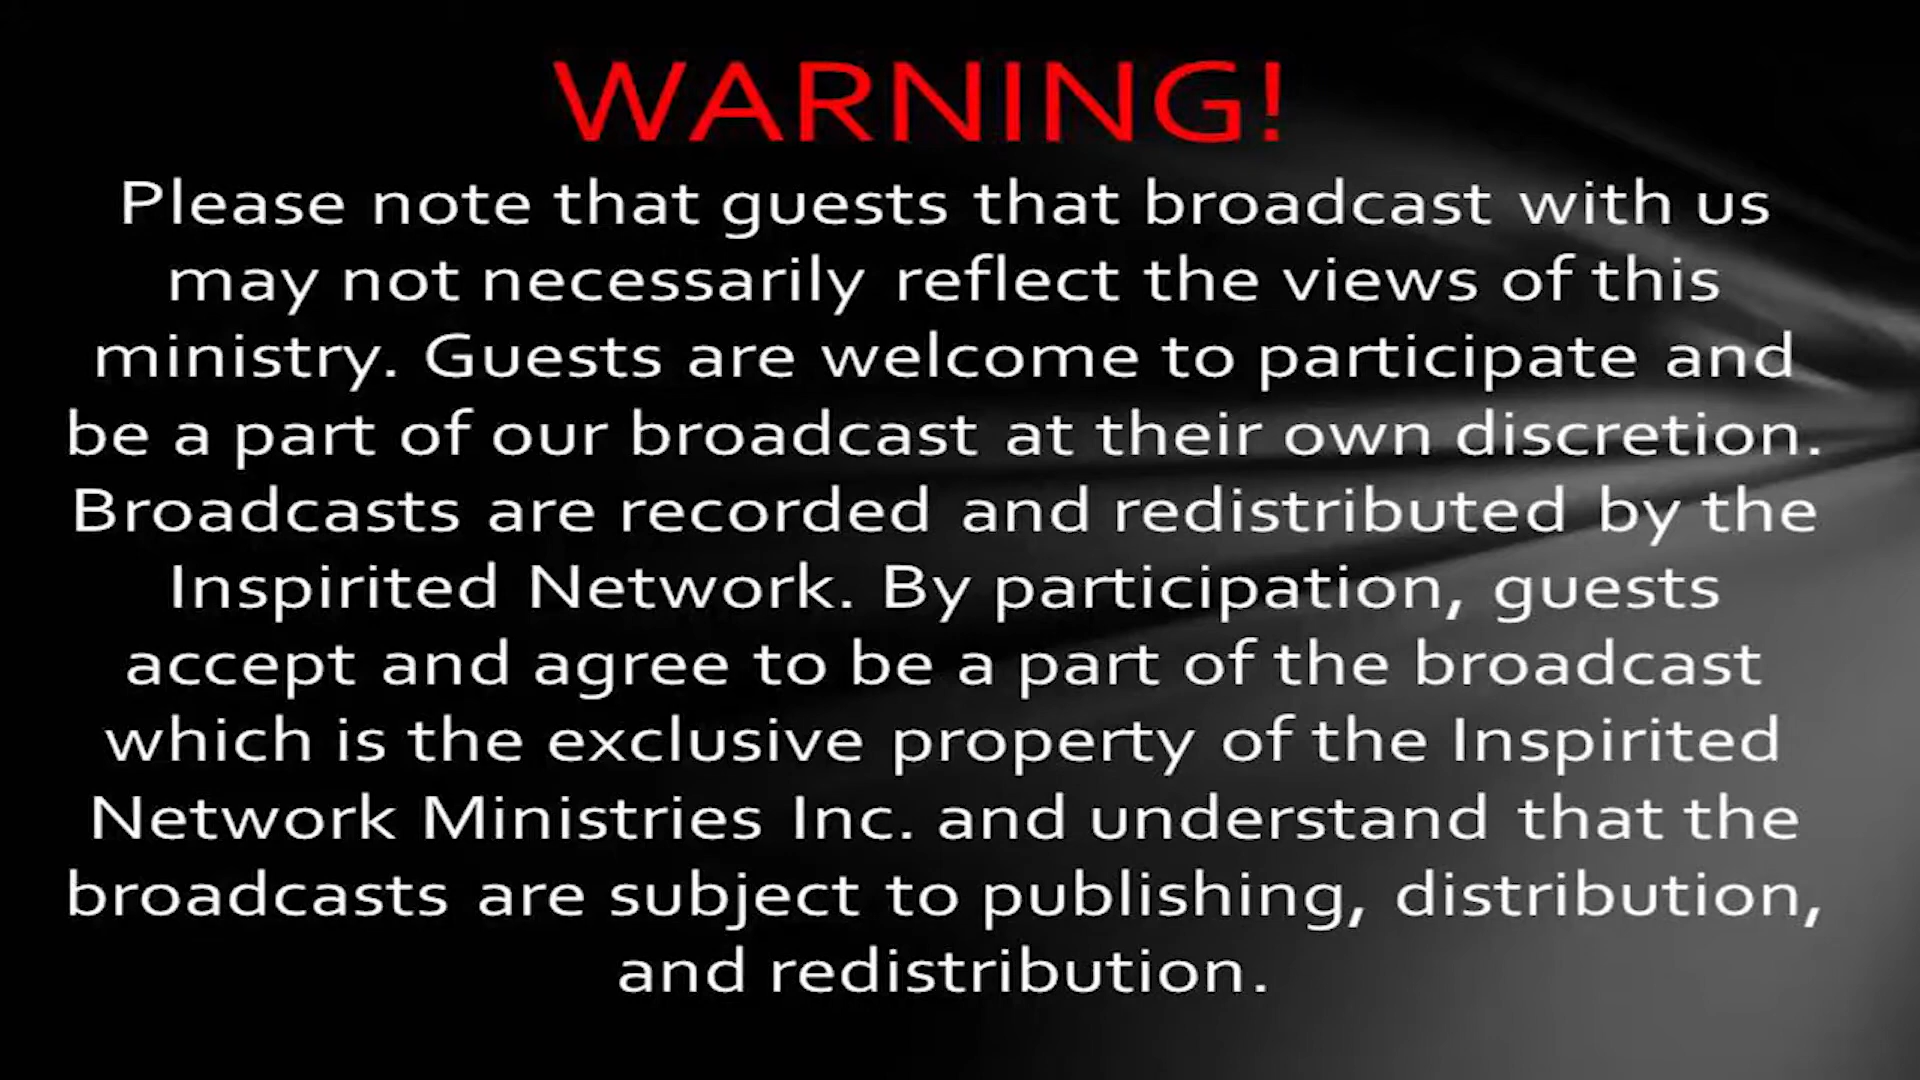 WARNING!
Please note that guests that broadcast with us
may not necessarily reflect the views of this
ministry. Guests are welcome to participate and
be a part of our broadcast at their own discretion.
Broadcasts are recorded and redistributed by the
Inspirited Network. By participation, guests
accept and agree to be a part of the broadcast
which is the exclusive property of the Inspirited
Network Ministries Inc. and understand that the
broadcasts are subject to publishing, distribution,
and redistribution.